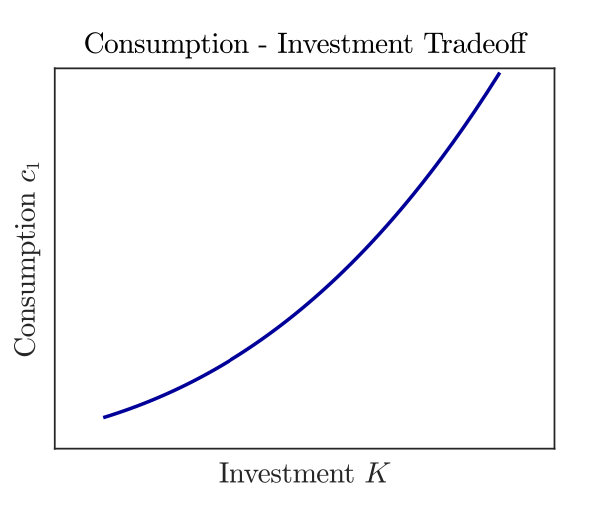 Consumption - Investment Tradeoff
Consumption c₁
Investment K